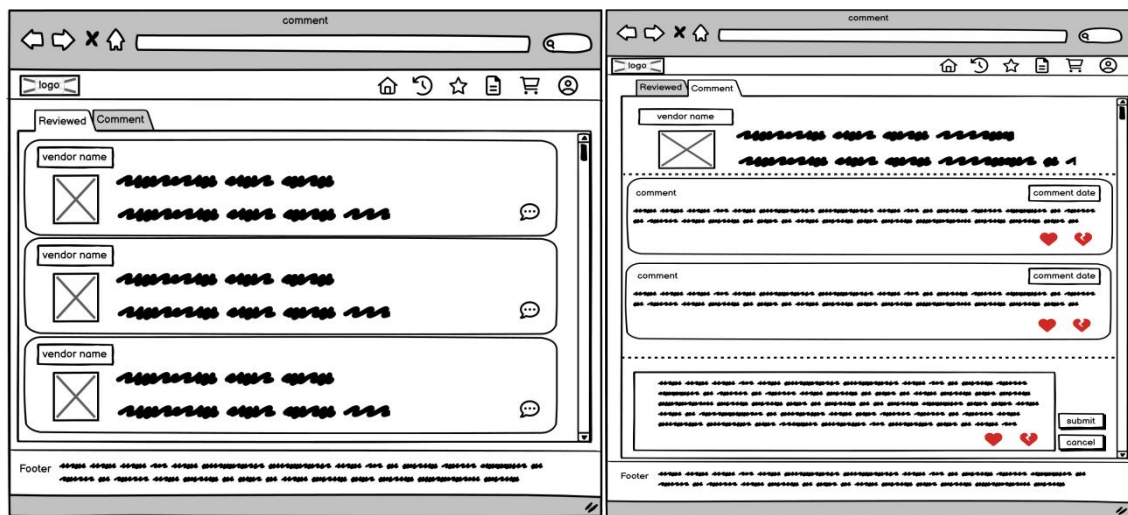 comment
logo
Reviewed Comment
vendor name
vendor name
vendor name
Footer
comment
logo
Reviewed Comment
vendor name
comment comment date
comment comment date
submit
cancel
Footer